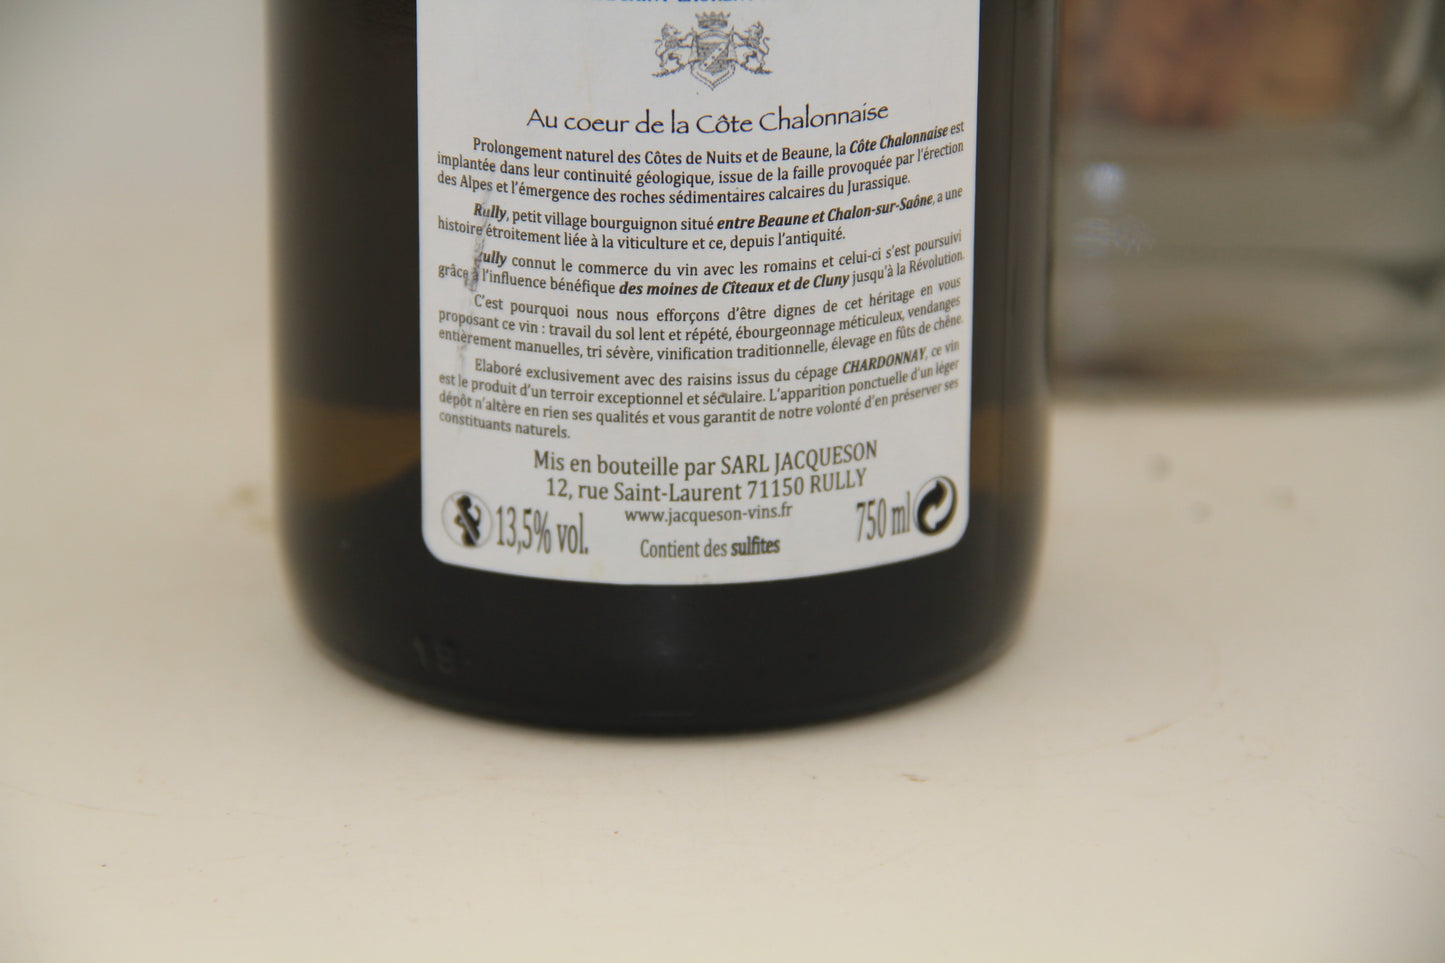 Au coeur de la Côte Chalonnaise
Prolongement naturel des Côtes de Nuits et de Beaune, la Côte Chalonnaise est
implantée dans leur continuité géologique, issue de la faille provoquée par l'érection
des Alpes et l'émergence des roches sédimentaires calcaires du Jurassique.
Rully, petit village bourguignon situé entre Beaune et Chalon-sur-Saône, a une
histoire étroitement liée à la viticulture et ce, depuis l'antiquité.
Rully connut le commerce du vin avec les romains et celui-ci s'est poursuivi
grâce à l'influence bénéfique des moines de Cîteaux et de Cluny jusqu'à la Révolution.
C'est pourquoi nous nous efforçons d'être dignes de cet héritage en vous
proposant ce vin : travail du sol lent et répété, ébourgeonnage méticuleux, vendanges
entièrement manuelles, tri sévère, vinification traditionnelle, élevage en fûts de chêne.
Elaboré exclusivement avec des raisins issus du cépage CHARDONNAY, ce vin
est le produit d'un terroir exceptionnel et séculaire. L'apparition ponctuelle d'un léger
dépôt n'altère en rien ses qualités et vous garantit de notre volonté d'en préserver ses
constituants naturels.
Mis en bouteille par SARL JACQUESON
12, rue Saint-Laurent 71150 RULLY
www.jacqueson-vins.fr
13,5% vol.
Contient des sulfites
750 ml